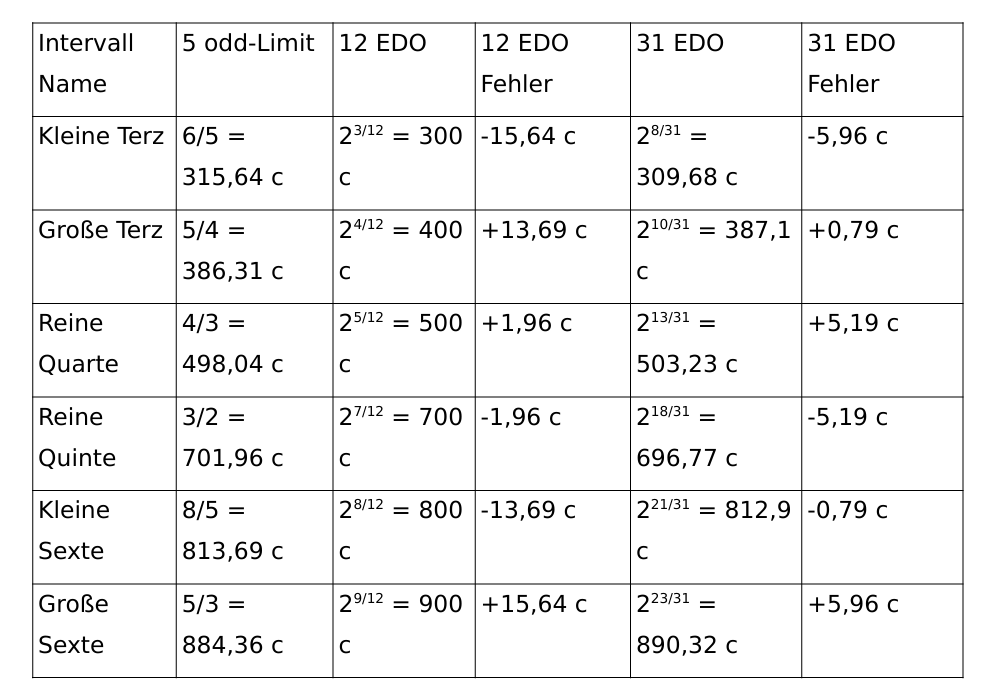 Intervall Name | 5 odd-Limit | 12 EDO | 12 EDO Fehler | 31 EDO | 31 EDO Fehler
Kleine Terz | 6/5 = 315,64 c | 2^3/12 = 300 c | -15,64 c | 2^8/31 = 309,68 c | -5,96 c
Große Terz | 5/4 = 386,31 c | 2^4/12 = 400 c | +13,69 c | 2^10/31 = 387,1 c | +0,79 c
Reine Quarte | 4/3 = 498,04 c | 2^5/12 = 500 c | +1,96 c | 2^13/31 = 503,23 c | +5,19 c
Reine Quinte | 3/2 = 701,96 c | 2^7/12 = 700 c | -1,96 c | 2^18/31 = 696,77 c | -5,19 c
Kleine Sexte | 8/5 = 813,69 c | 2^8/12 = 800 c | -13,69 c | 2^21/31 = 812,9 c | -0,79 c
Große Sexte | 5/3 = 884,36 c | 2^9/12 = 900 c | +15,64 c | 2^23/31 = 890,32 c | +5,96 c